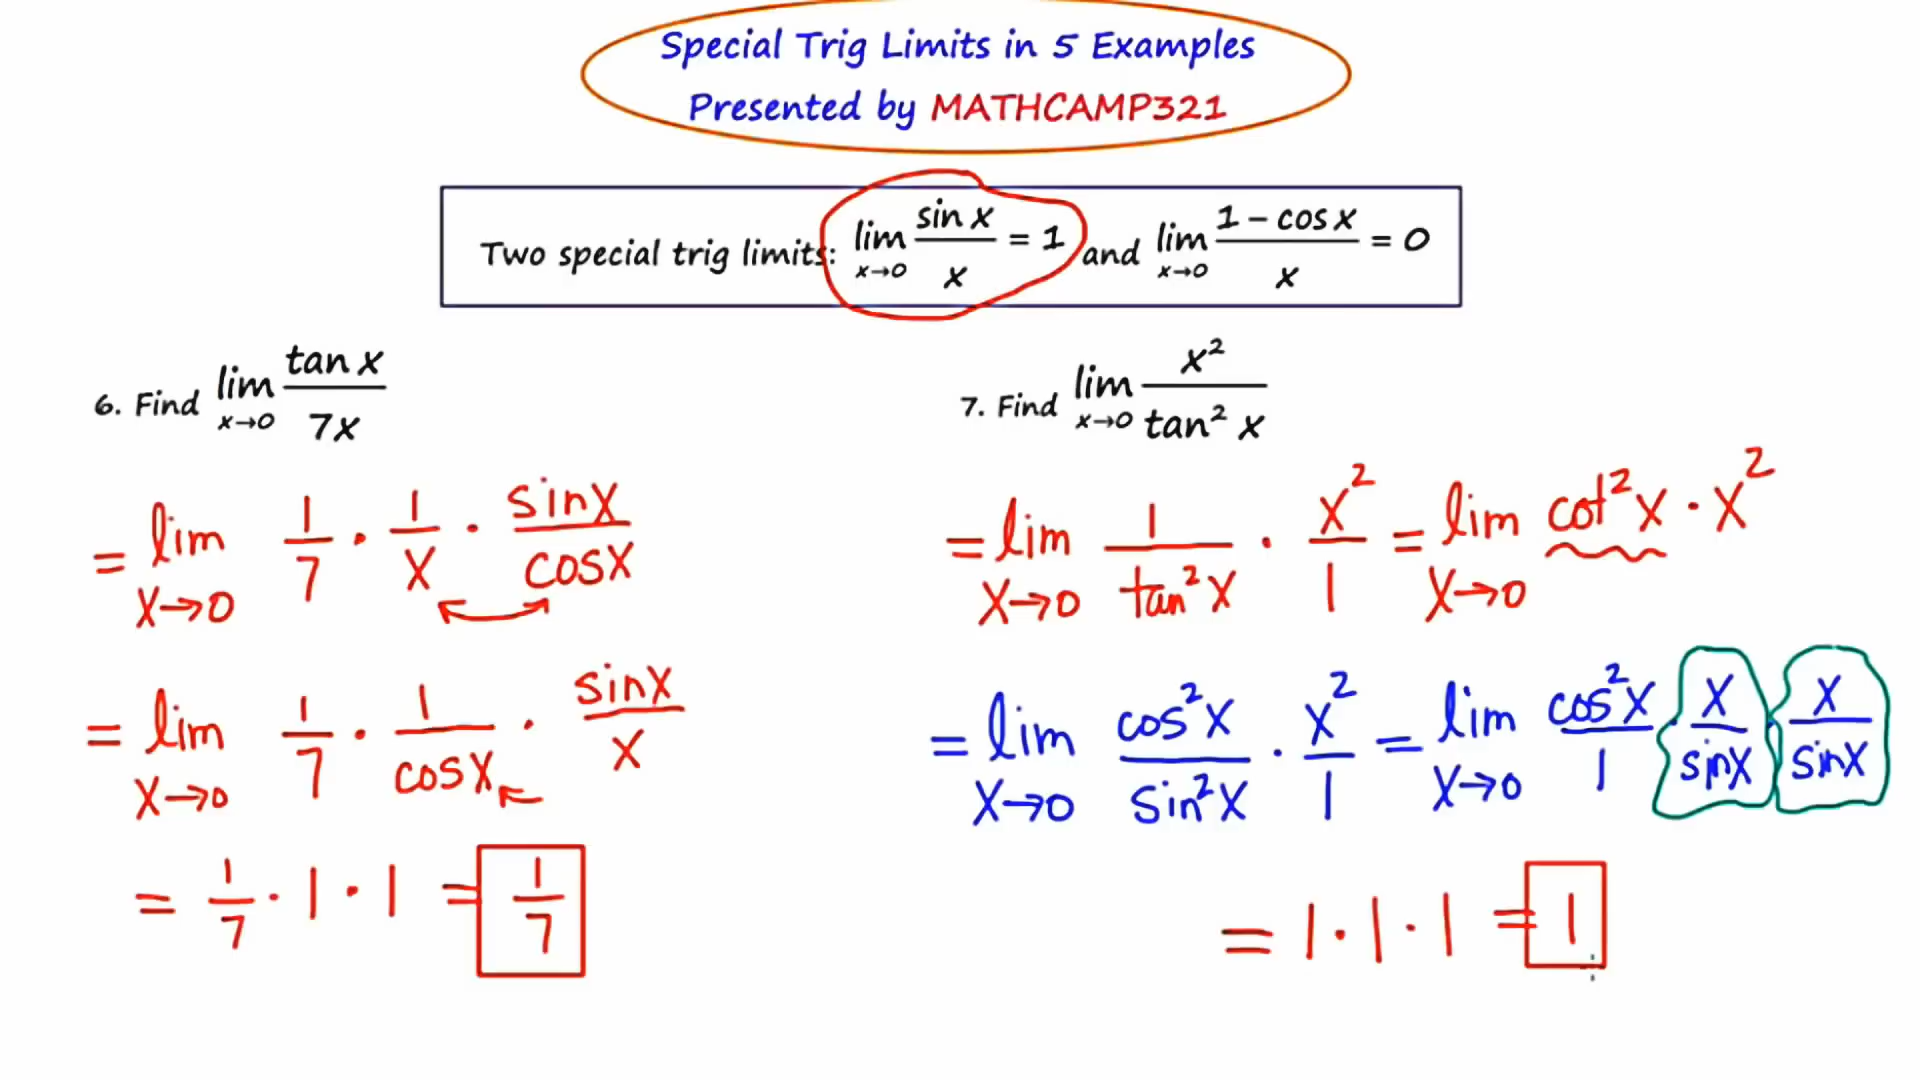 Special Trig Limits in 5 Examples
Presented by MATHCAMP321
Two special trig limits: lim x→0 sin x / x = 1 and lim x→0 1 − cos x / x = 0
6. Find lim x→0 tan x / 7x
= lim x→0 1/7 · 1/x · sinx/cosx
= lim x→0 1/7 · 1/cosx · sinx/x
= 1/7 · 1 · 1 = 1/7
7. Find lim x→0 x² / tan² x
= lim x→0 1/tan²x · x²/1 = lim x→0 cot²x · x²
= lim x→0 cos²x/sin²x · x²/1 = lim x→0 cos²x/1 · x/sinx · x/sinx
= 1 · 1 · 1 = 1